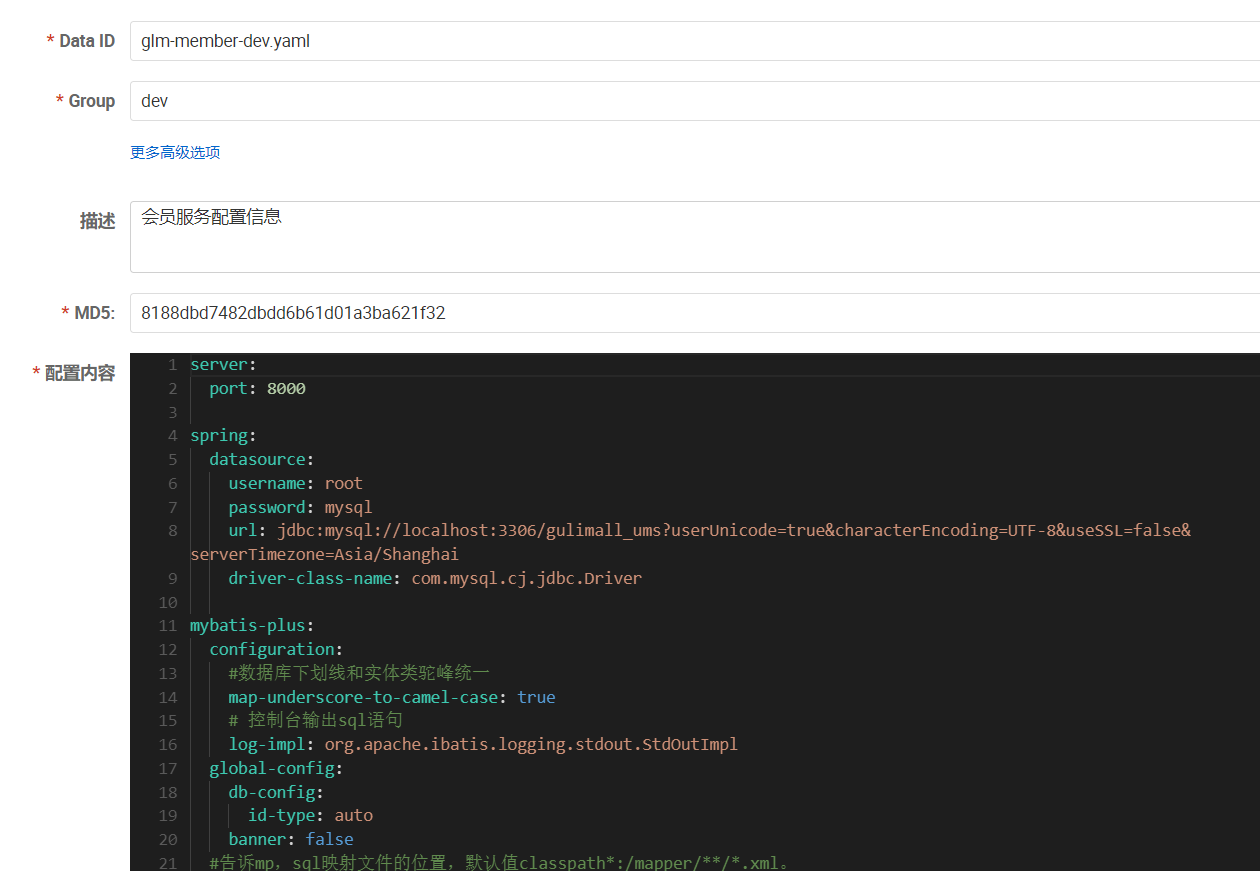 * Data ID glm-member-dev.yaml
* Group dev
更多高级选项
描述 会员服务配置信息
* MD5: 8188dbd7482dbdd6b61d01a3ba621f32
* 配置内容
1 server:
2 port: 8000
3
4 spring:
5 datasource:
6 username: root
7 password: mysql
8 url: jdbc:mysql://localhost:3306/gulimall_ums?userUnicode=true&characterEncoding=UTF-8&useSSL=false&
serverTimezone=Asia/Shanghai
9 driver-class-name: com.mysql.cj.jdbc.Driver
10
11 mybatis-plus:
12 configuration:
13 #数据库下划线和实体类驼峰统一
14 map-underscore-to-camel-case: true
15 # 控制台输出sql语句
16 log-impl: org.apache.ibatis.logging.stdout.StdOutImpl
17 global-config:
18 db-config:
19 id-type: auto
20 banner: false
21 #告诉mp，sql映射文件的位置，默认值classpath*:/mapper/**/*.xml。